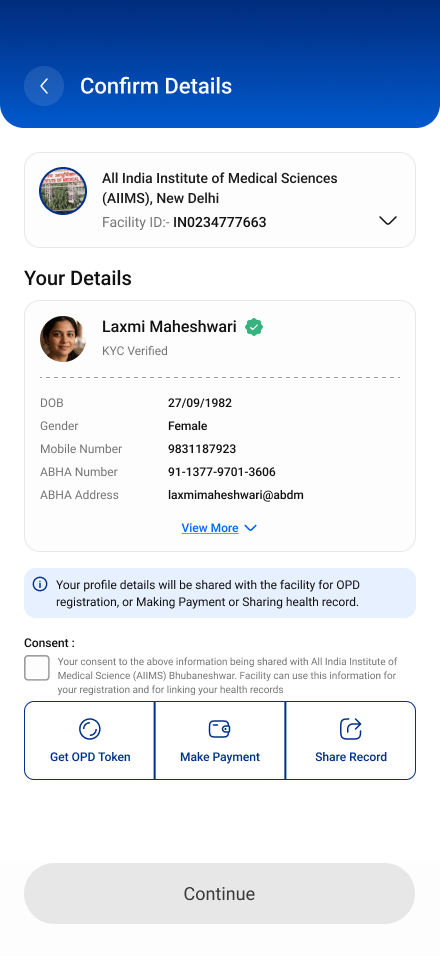 Confirm Details
All India Institute of Medical Sciences
(AIIMS), New Delhi
Facility ID:- IN0234777663
Your Details
Laxmi Maheshwari
KYC Verified
DOB 27/09/1982
Gender Female
Mobile Number 9831187923
ABHA Number 91-1377-9701-3606
ABHA Address laxmimaheshwari@abdm
View More
Your profile details will be shared with the facility for OPD
registration, or Making Payment or Sharing health record.
Consent :
Your consent to the above information being shared with All India Institute of
Medical Science (AIIMS) Bhubaneshwar. Facility can use this information for
your registration and for linking your health records
Get OPD Token Make Payment Share Record
Continue